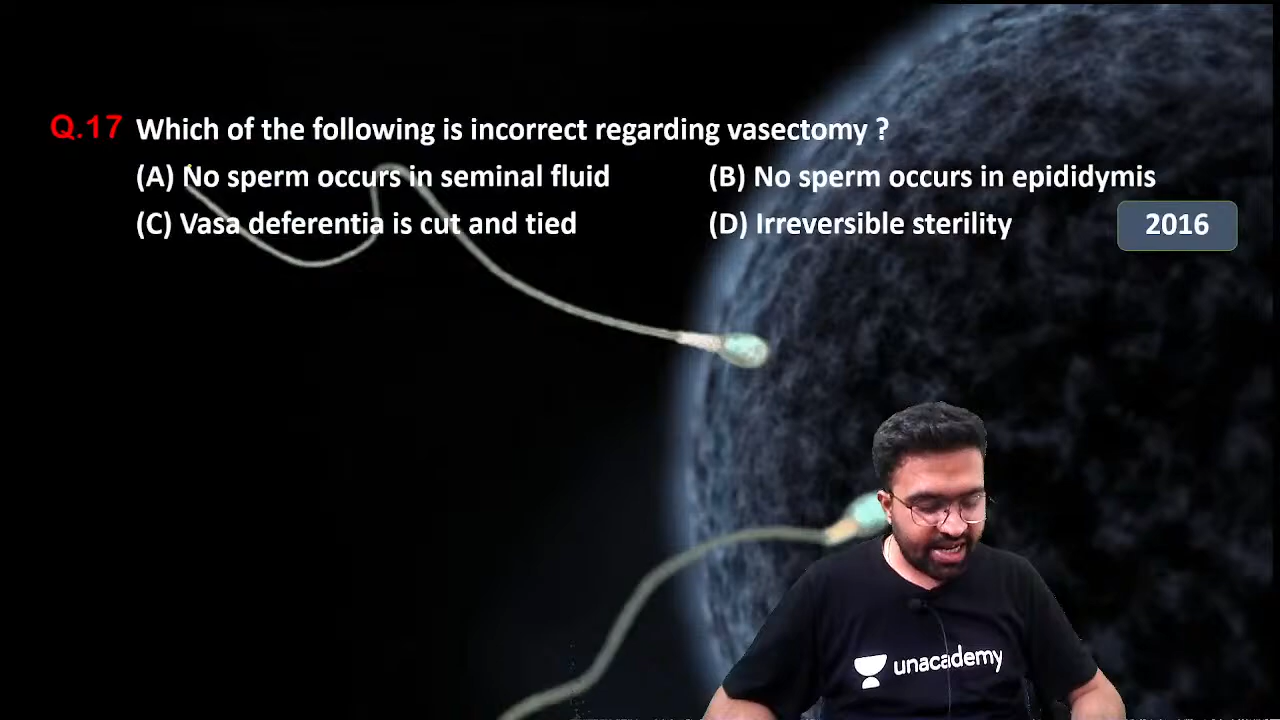 Q.17 Which of the following is incorrect regarding vasectomy ?
(A) No sperm occurs in seminal fluid (B) No sperm occurs in epididymis
(C) Vasa deferentia is cut and tied (D) Irreversible sterility 2016
unacademy